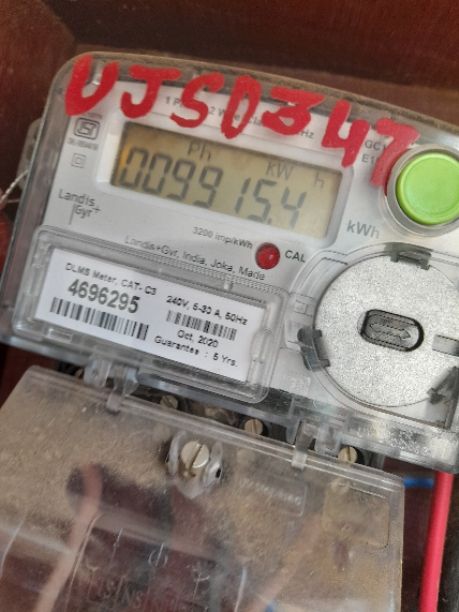 UJSD347
Ph kW h
009915.4
kWh
3200 imp/kWh
CAL
Landis
Gyr+
Landis+Gyr, India, Joka, Made
DLMS Meter, CAT- C3
240V, 5-30 A, 50Hz
4696295
Oct, 2020
Guarantee : 5 Yrs.